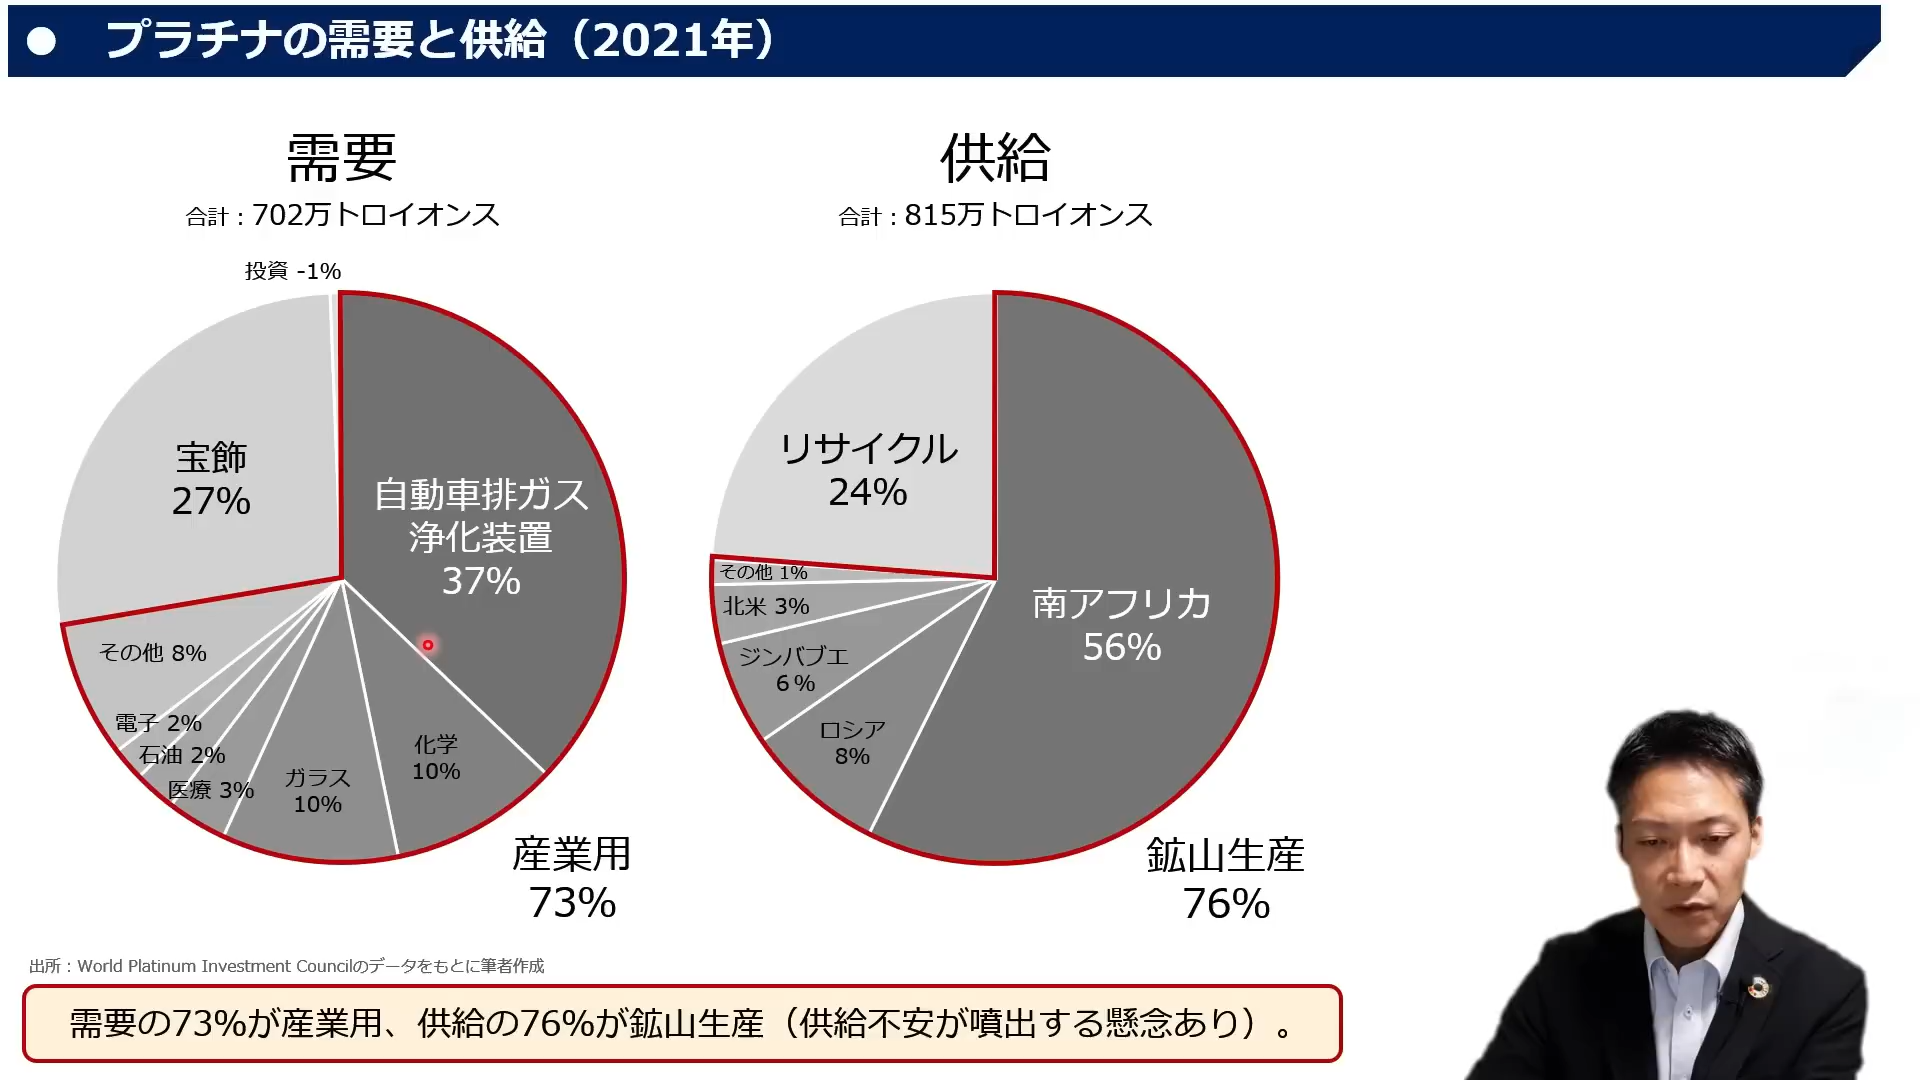 ● プラチナの需要と供給（2021年）
需要
合計：702万トロイオンス
投資 -1%
宝飾
27%
自動車排ガス
浄化装置
37%
その他 8%
電子 2%
石油 2%
医療 3%
ガラス
10%
化学
10%
産業用
73%
供給
合計：815万トロイオンス
リサイクル
24%
その他 1%
北米 3%
ジンバブエ
６%
ロシア
8%
南アフリカ
56%
鉱山生産
76%
出所：World Platinum Investment Councilのデータをもとに筆者作成
需要の73%が産業用、供給の76%が鉱山生産（供給不安が噴出する懸念あり）。